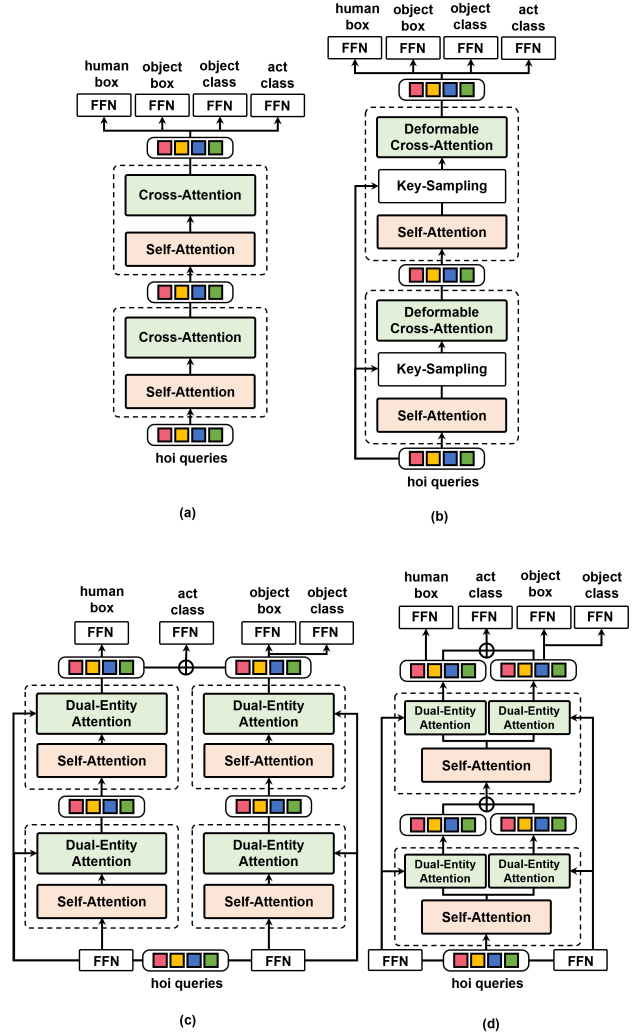 human
box
object
box
object
class
act
class
FFN FFN FFN FFN
Cross-Attention
Self-Attention
Cross-Attention
Self-Attention
hoi queries
(a)
human
box
object
box
object
class
act
class
FFN FFN FFN FFN
Deformable
Cross-Attention
Key-Sampling
Self-Attention
Deformable
Cross-Attention
Key-Sampling
Self-Attention
hoi queries
(b)
human
box
act
class
object
box
object
class
FFN FFN FFN FFN
Dual-Entity
Attention
Dual-Entity
Attention
Self-Attention Self-Attention
Dual-Entity
Attention
Dual-Entity
Attention
Self-Attention Self-Attention
FFN FFN
hoi queries
(c)
human
box
act
class
object
box
object
class
FFN FFN FFN FFN
Dual-Entity
Attention
Dual-Entity
Attention
Self-Attention
Dual-Entity
Attention
Dual-Entity
Attention
Self-Attention
FFN FFN
hoi queries
(d)